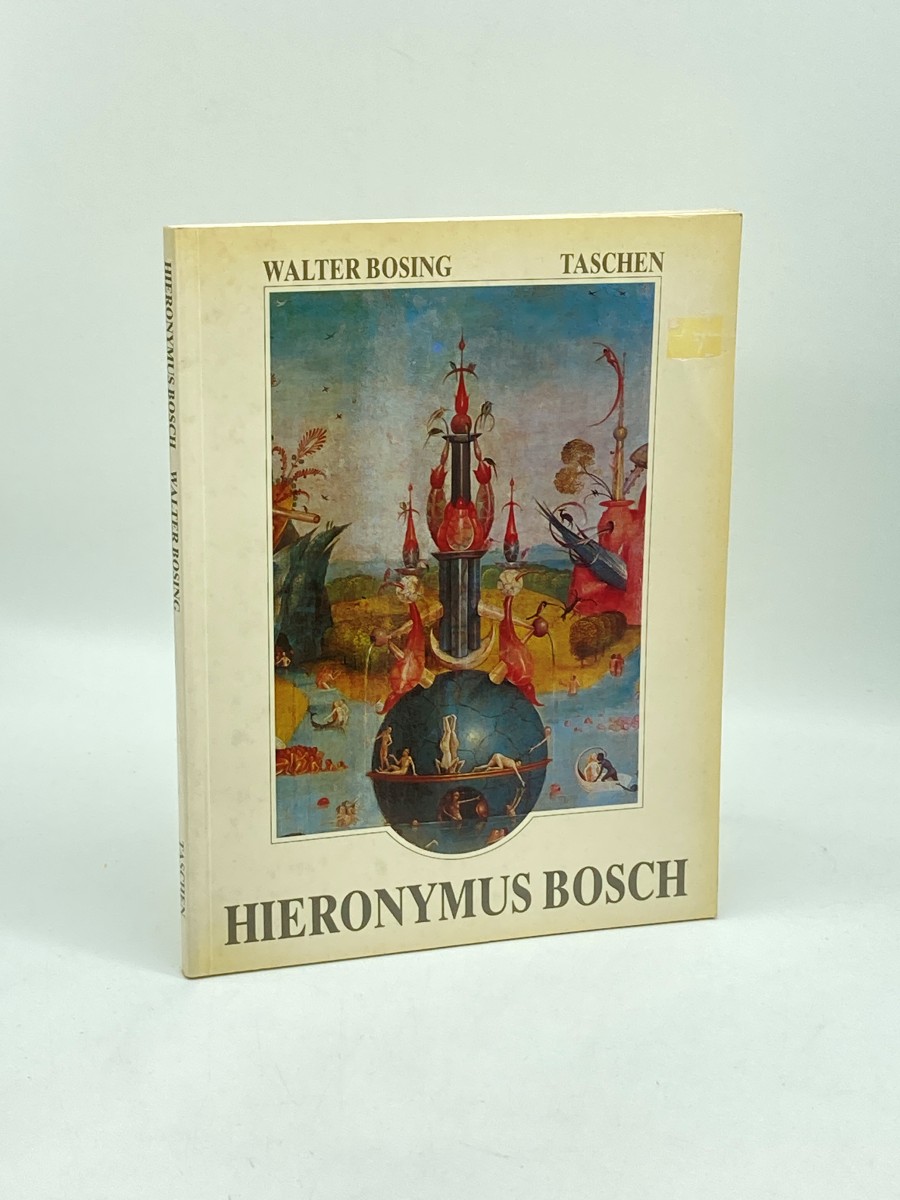 WALTER BOSING TASCHEN
HIERONYMUS BOSCH
HIERONYMUS BOSCH WALTER BOSING TASCHEN